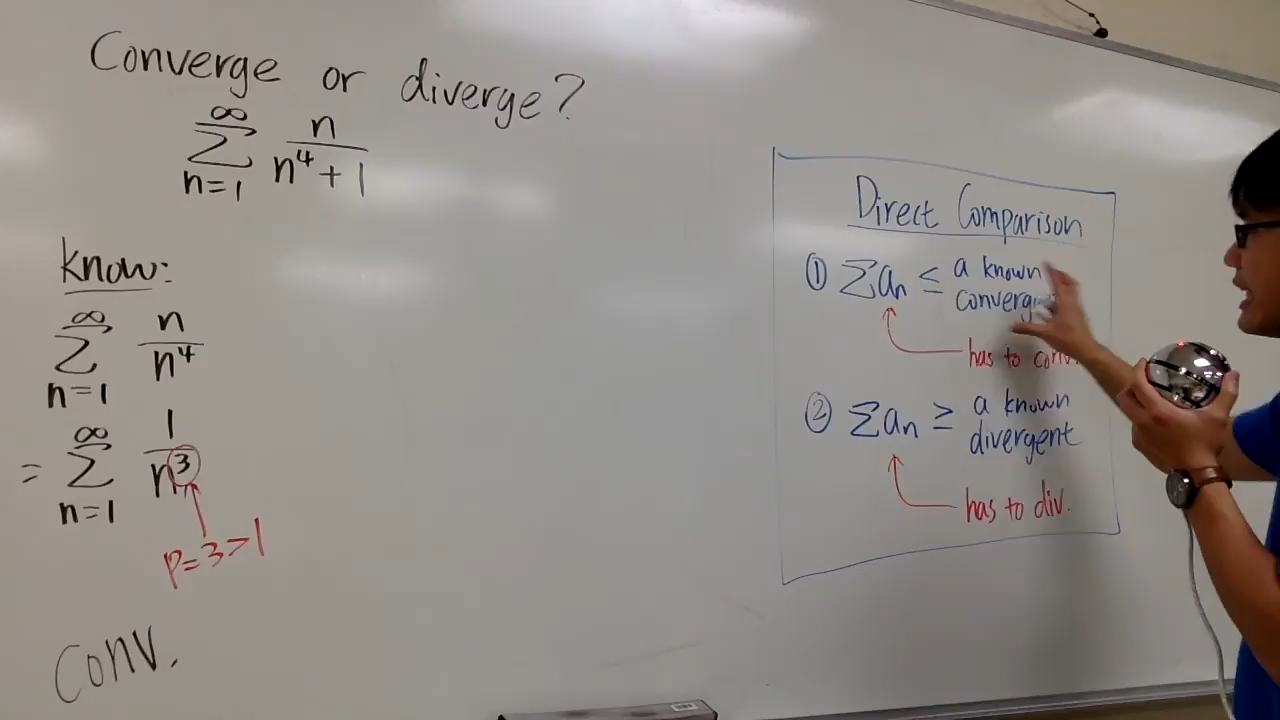 Converge or diverge?
∞
Σ n/(n⁴+1)
n=1
know:
∞
Σ n/n⁴
n=1
∞
= Σ 1/n³
n=1
p=3>1
Conv.
Direct Comparison
① Σaₙ ≤ a known
has to
② Σaₙ ≥ a known
divergent
has to div.